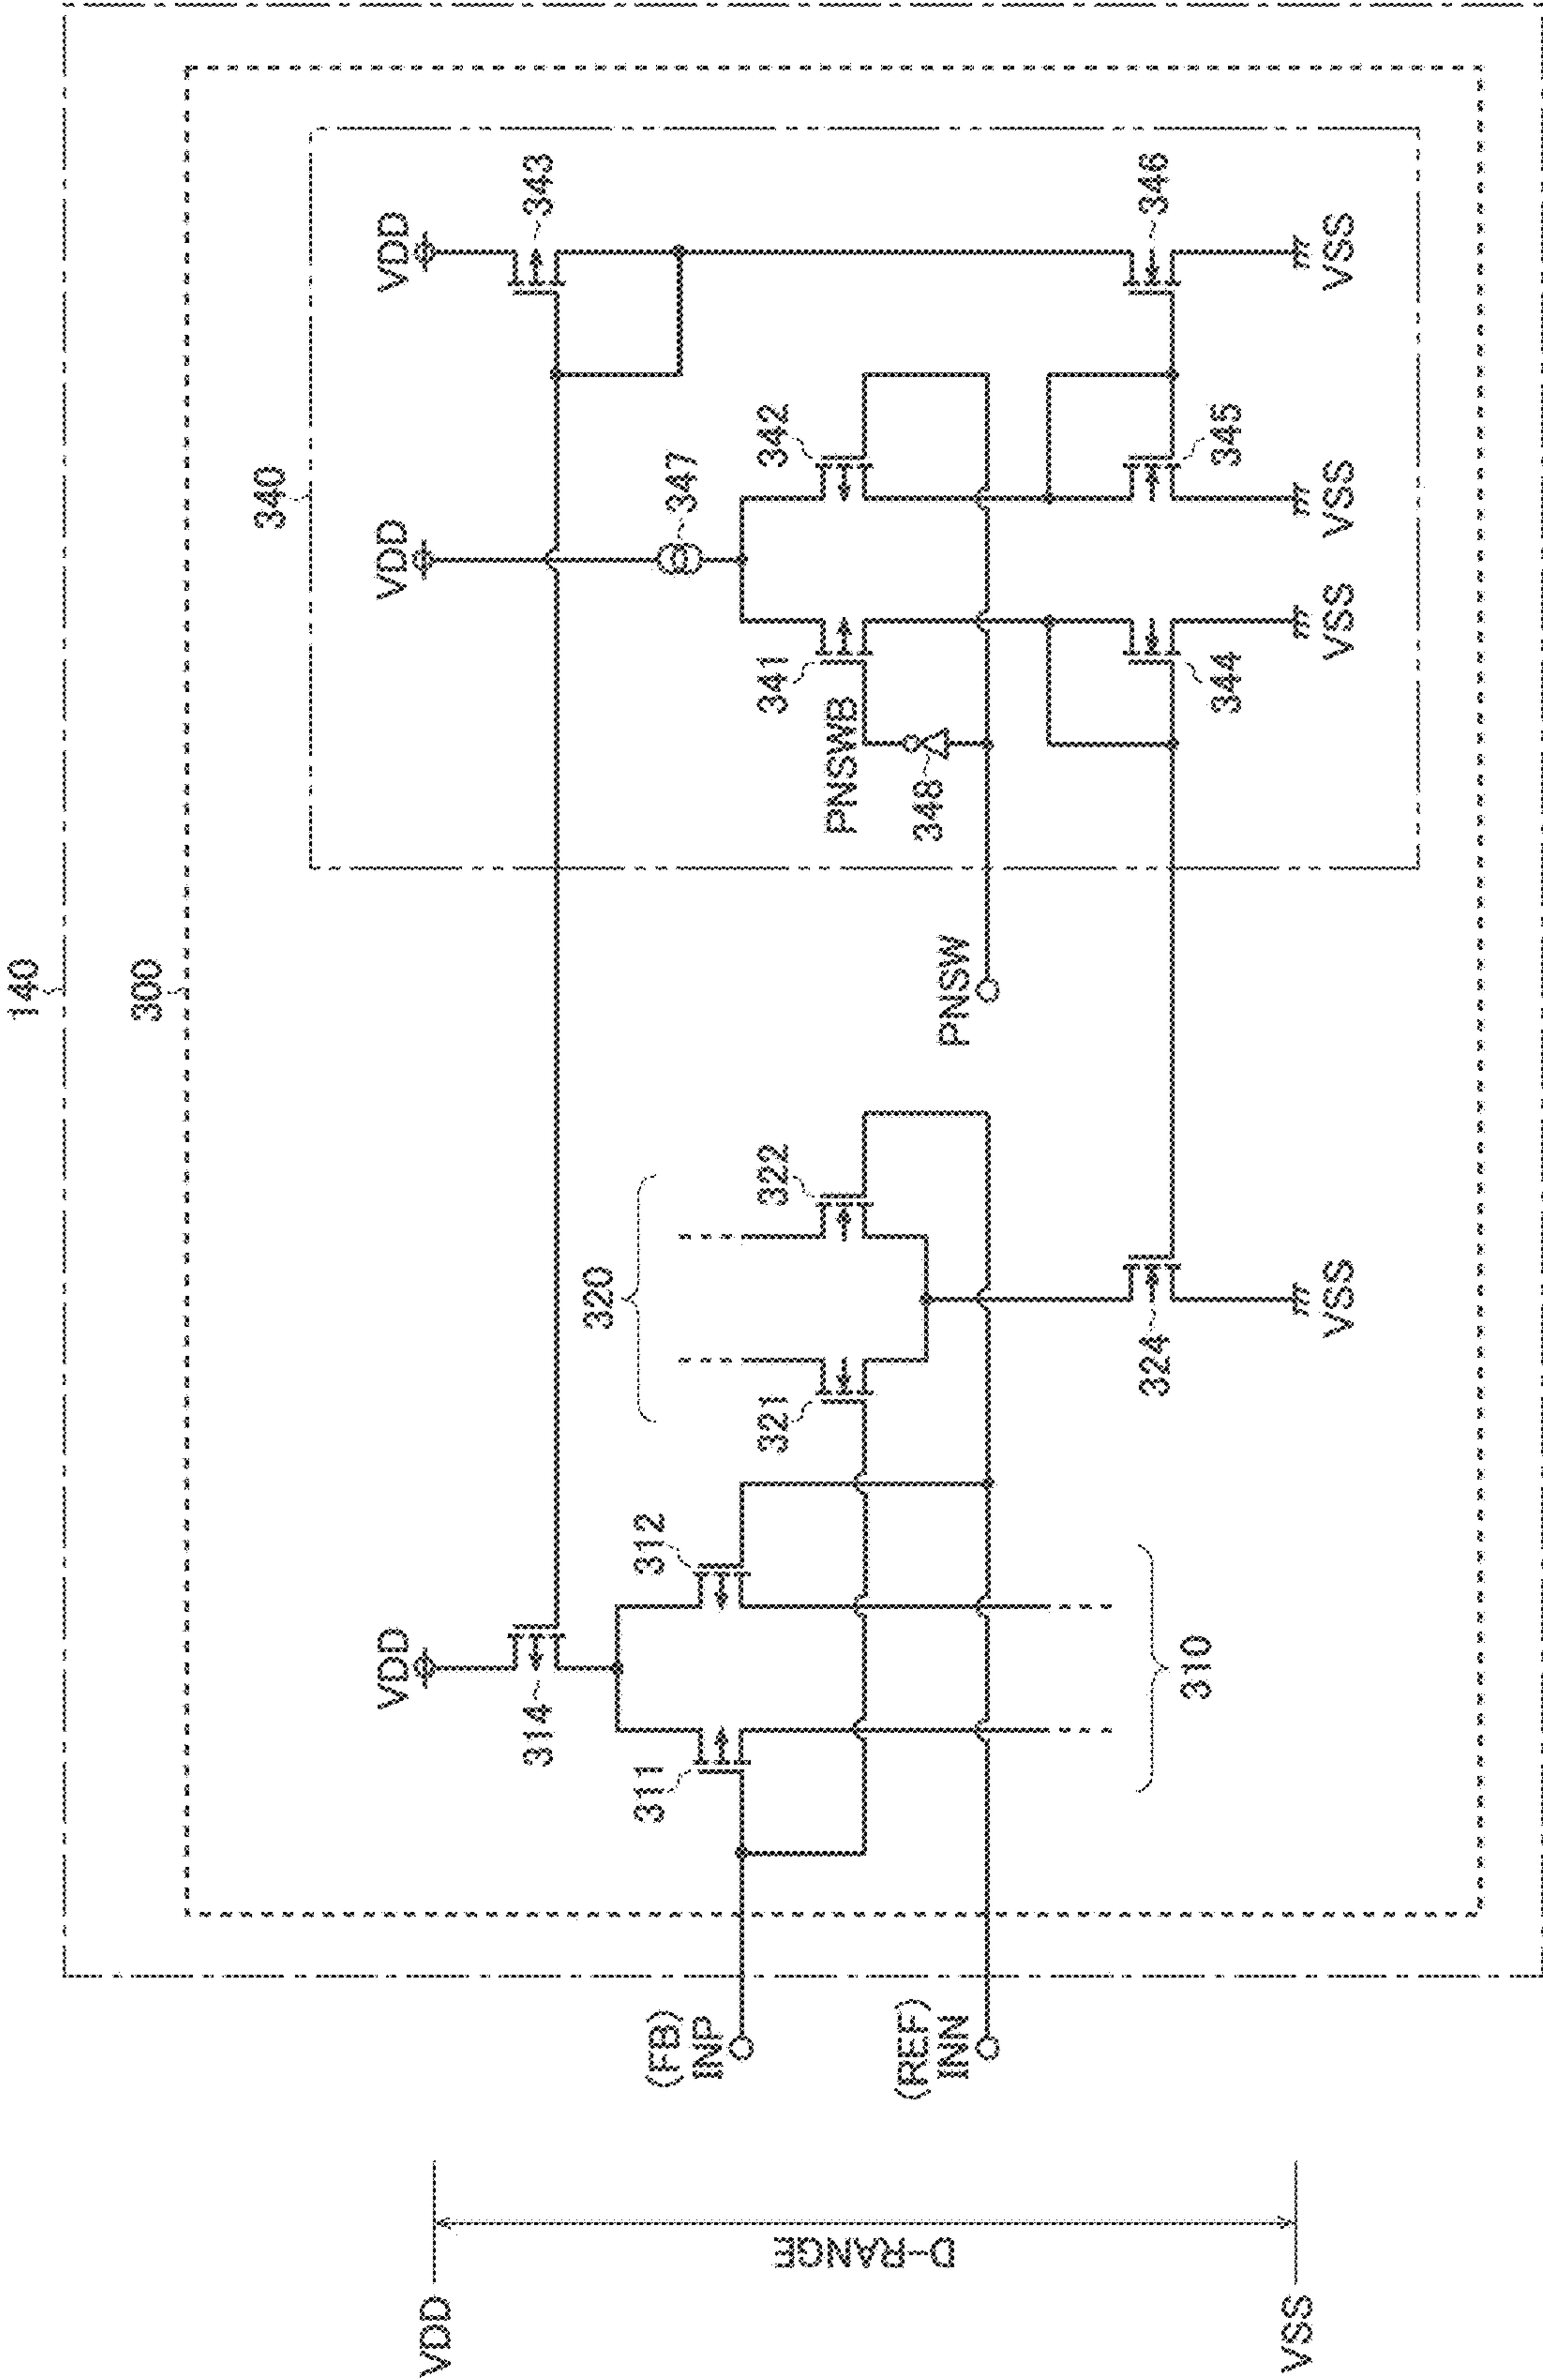 140
300
340
VDD
VDD
VDD
VDD
314
343
347
310
311
312
320
321
322
324
341
342
PNSWB
348
PNSW
344
345
346
(FB)
INP
(REF)
INN
D-RANGE
VSS
VSS
VSS
VSS
VSS